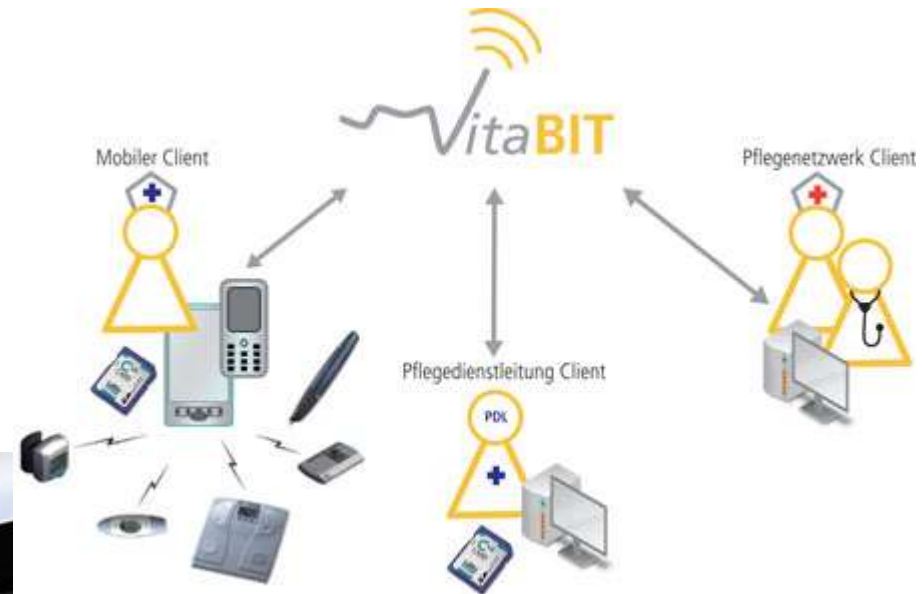 VitaBIT
Mobiler Client
Pflegenetzwerk Client
Pflegedienstleitung Client
PDL